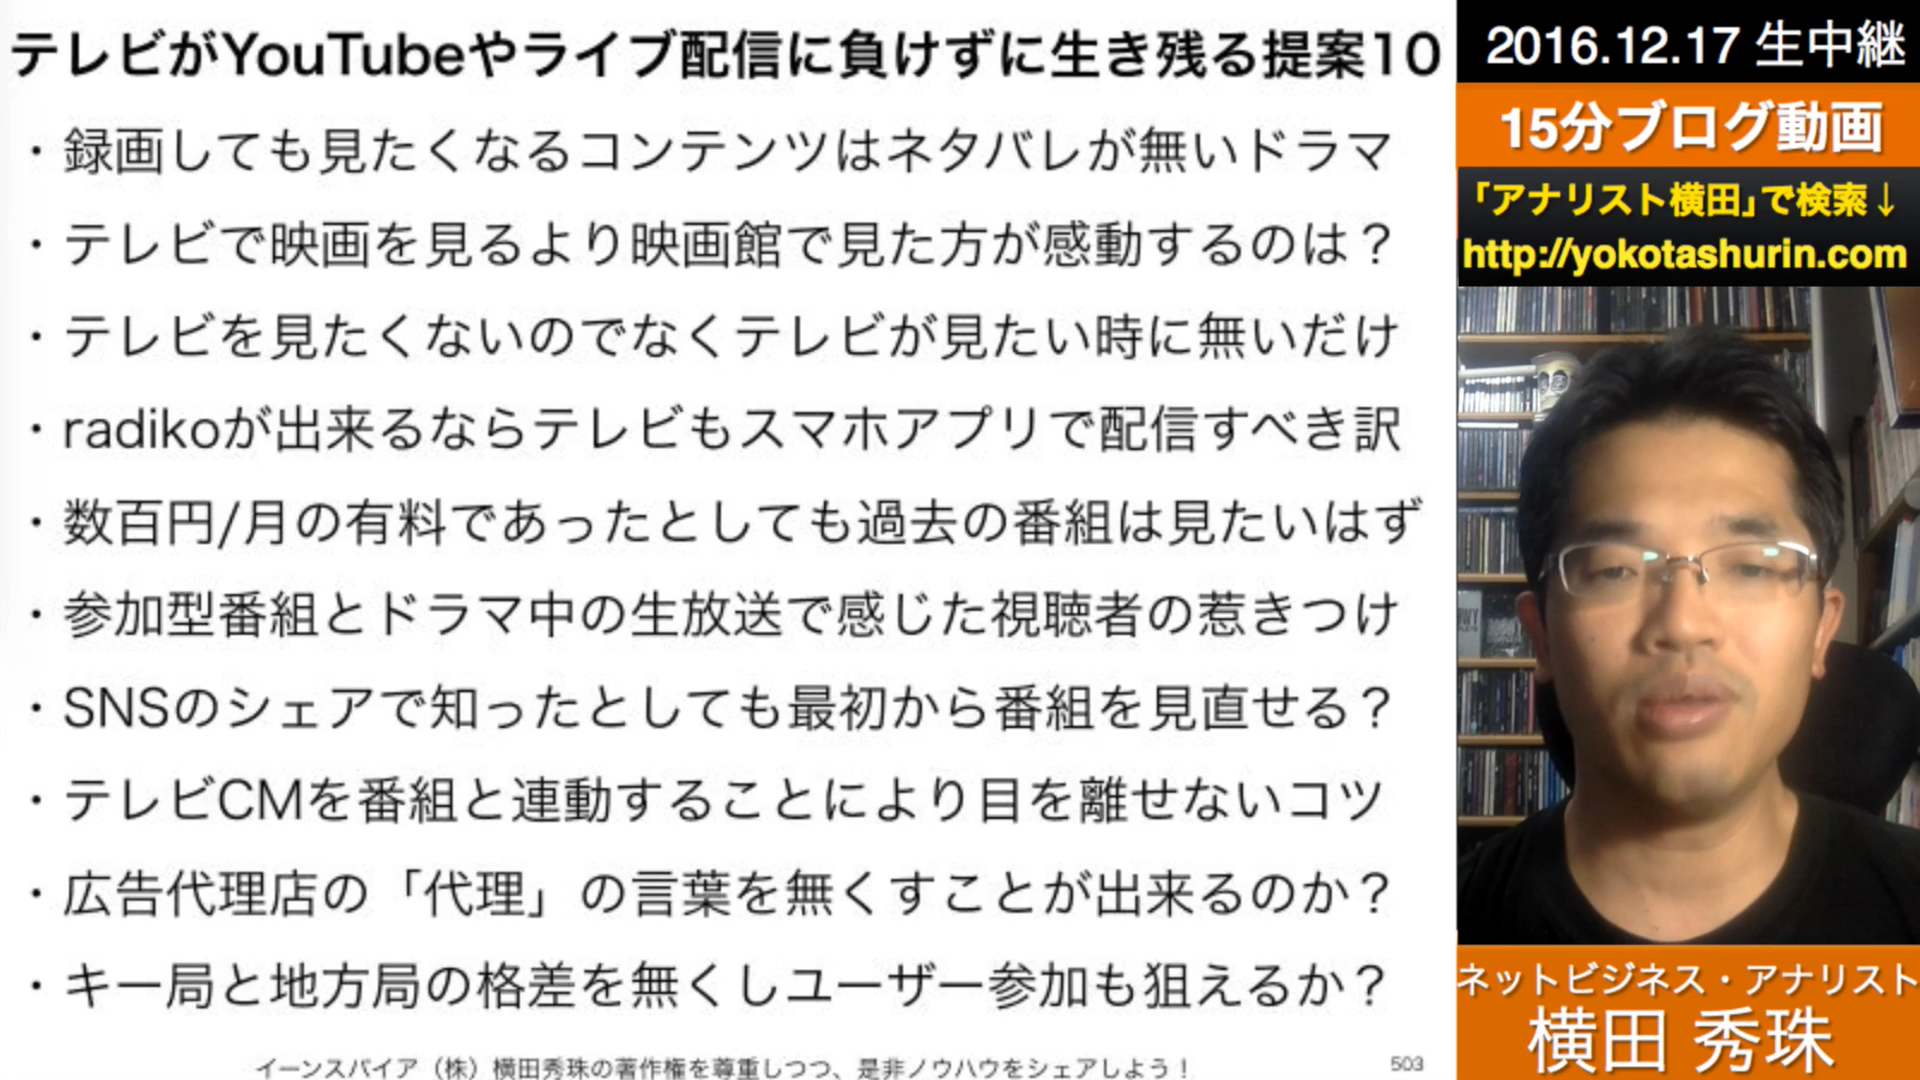 テレビがYouTubeやライブ配信に負けずに生き残る提案10
・録画しても見たくなるコンテンツはネタバレが無いドラマ
・テレビで映画を見るより映画館で見た方が感動するのは？
・テレビを見たくないのでなくテレビが見たい時に無いだけ
・radikoが出来るならテレビもスマホアプリで配信すべき訳
・数百円/月の有料であったとしても過去の番組は見たいはず
・参加型番組とドラマ中の生放送で感じた視聴者の惹きつけ
・SNSのシェアで知ったとしても最初から番組を見直せる？
・テレビCMを番組と連動することにより目を離せないコツ
・広告代理店の「代理」の言葉を無くすことが出来るのか？
・キー局と地方局の格差を無くしユーザー参加も狙えるか？
イーンスパイア（株）横田秀珠の著作権を尊重しつつ、是非ノウハウをシェアしよう！
503
2016.12.17 生中継
15分ブログ動画
「アナリスト横田」で検索↓
http://yokotashurin.com
ネットビジネス・アナリスト
横田 秀珠